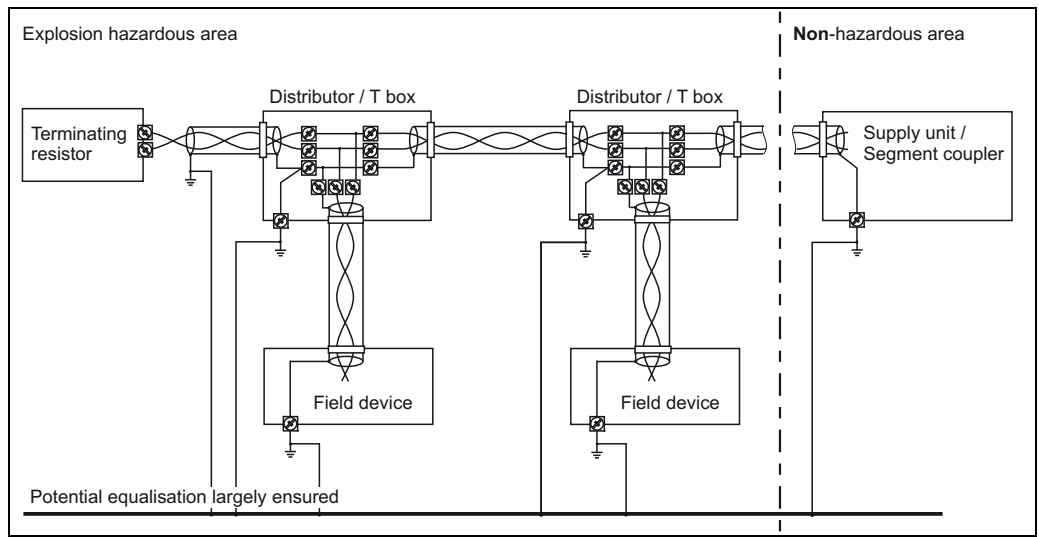 Explosion hazardous area
Non-hazardous area
Distributor / T box
Distributor / T box
Terminating
resistor
Supply unit /
Segment coupler
Field device
Field device
Potential equalisation largely ensured